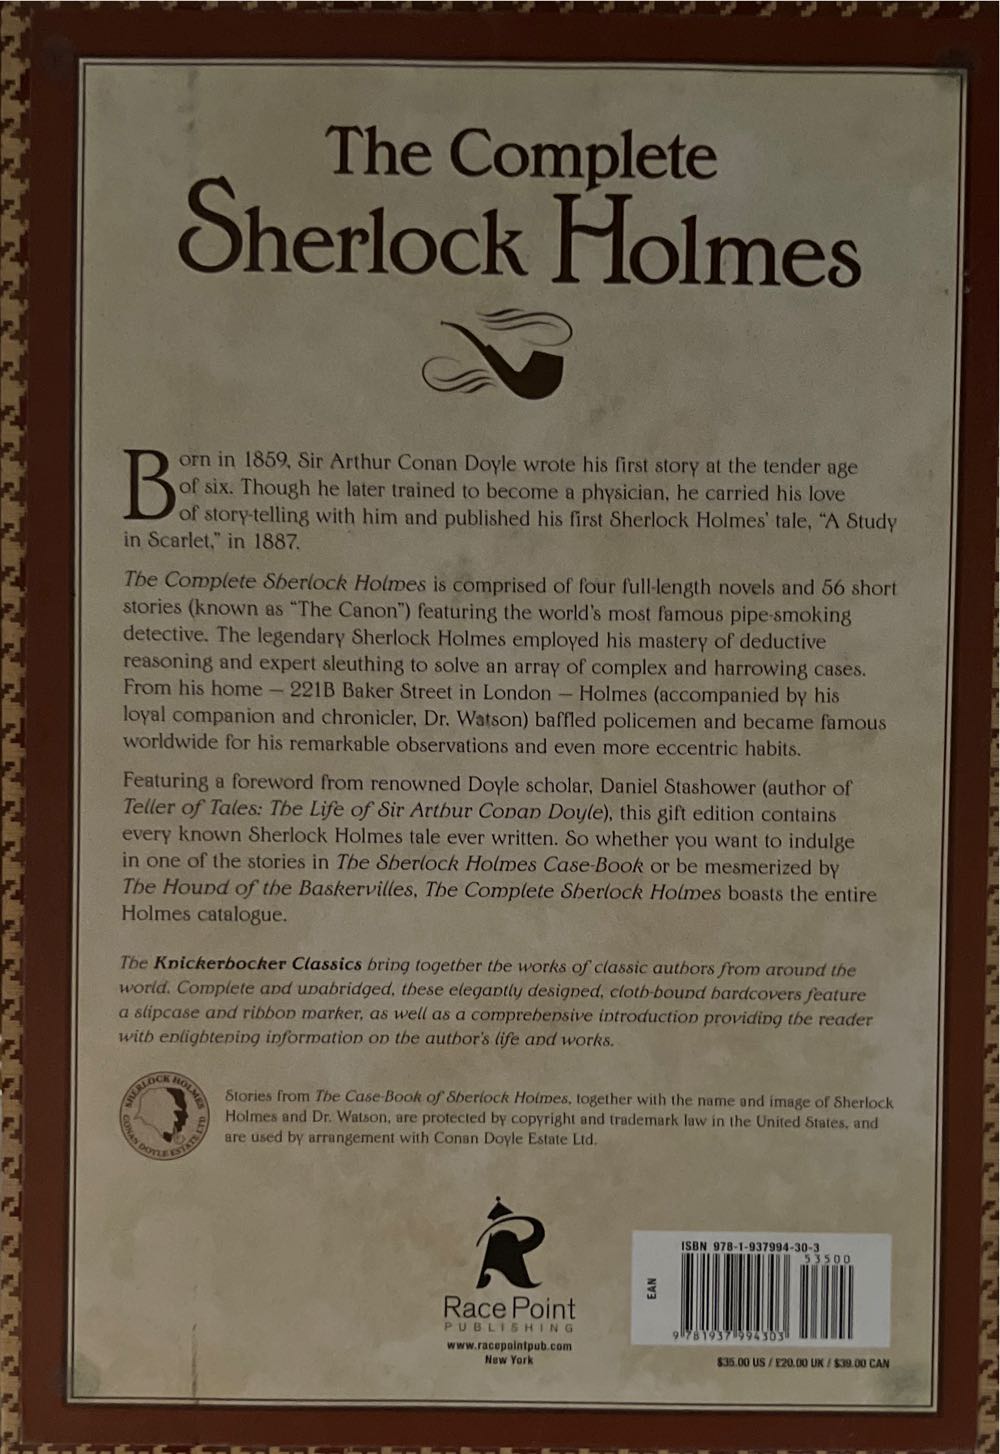 The Complete
Sherlock Holmes
Born in 1859, Sir Arthur Conan Doyle wrote his first story at the tender age
of six. Though he later trained to become a physician, he carried his love
of story-telling with him and published his first Sherlock Holmes' tale, “A Study
in Scarlet,” in 1887.
The Complete Sherlock Holmes is comprised of four full-length novels and 56 short
stories (known as “The Canon”) featuring the world's most famous pipe-smoking
detective. The legendary Sherlock Holmes employed his mastery of deductive
reasoning and expert sleuthing to solve an array of complex and harrowing cases.
From his home — 221B Baker Street in London — Holmes (accompanied by his
loyal companion and chronicler, Dr. Watson) baffled policemen and became famous
worldwide for his remarkable observations and even more eccentric habits.
Featuring a foreword from renowned Doyle scholar, Daniel Stashower (author of
Teller of Tales: The Life of Sir Arthur Conan Doyle), this gift edition contains
every known Sherlock Holmes tale ever written. So whether you want to indulge
in one of the stories in The Sherlock Holmes Case-Book or be mesmerized by
The Hound of the Baskervilles, The Complete Sherlock Holmes boasts the entire
Holmes catalogue.
The Knickerbocker Classics bring together the works of classic authors from around the
world. Complete and unabridged, these elegantly designed, cloth-bound hardcovers feature
a slipcase and ribbon marker, as well as a comprehensive introduction providing the reader
with enlightening information on the author's life and works.
SHERLOCK HOLMES
CONAN DOYLE ESTATE LTD
Stories from The Case-Book of Sherlock Holmes, together with the name and image of Sherlock
Holmes and Dr. Watson, are protected by copyright and trademark law in the United States, and
are used by arrangement with Conan Doyle Estate Ltd.
R
Race Point
PUBLISHING
www.racepointpub.com
New York
ISBN 978-1-937994-30-3
53500
EAN
9 781937 994303
$35.00 US / £20.00 UK / $39.00 CAN